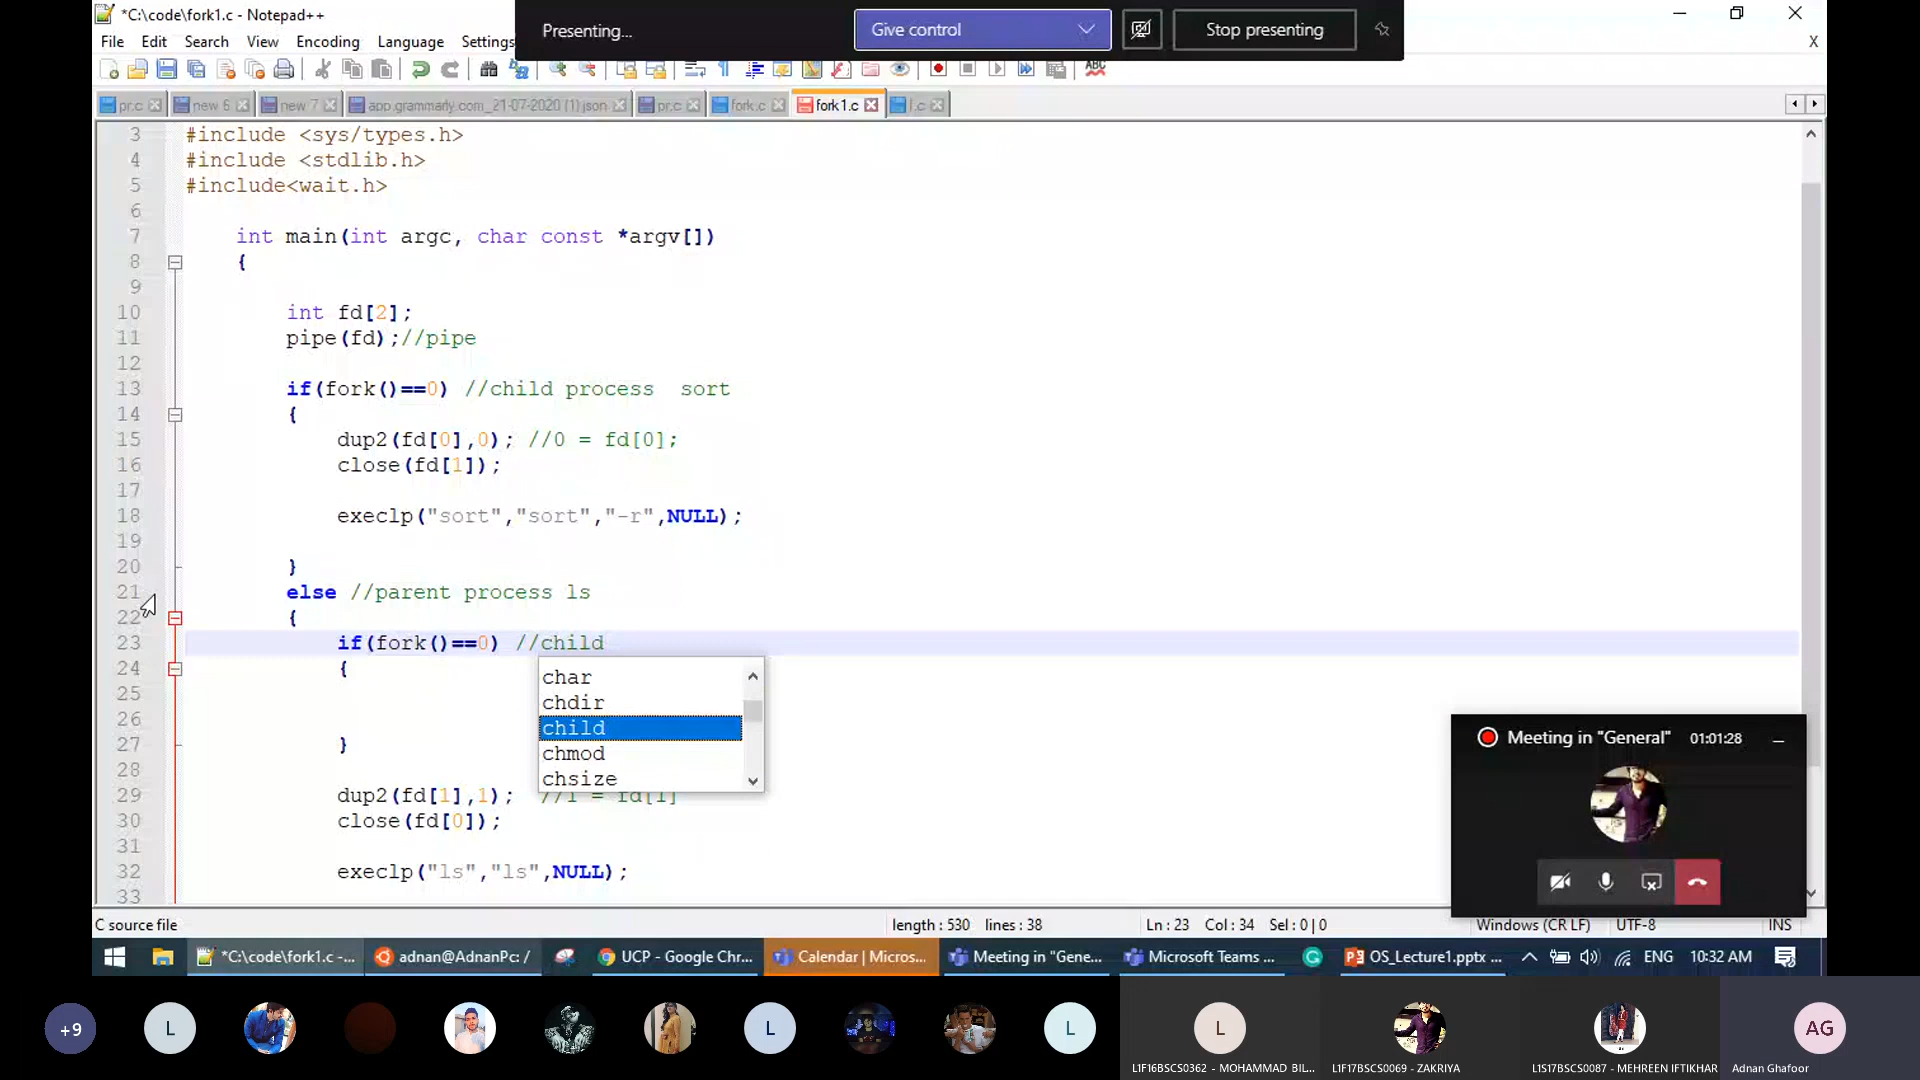 *C:\code\fork1.c - Notepad++
Presenting...
Give control
Stop presenting
File Edit Search View Encoding Language Settings
X
ABC
pr.c new 6 new 7 app.grammarly.com_21-07-2020 (1).json pr.c fork.c fork1.c l.c
3 #include <sys/types.h>
4 #include <stdlib.h>
5 #include<wait.h>
6
7 int main(int argc, char const *argv[])
8 {
9
10 int fd[2];
11 pipe(fd);//pipe
12
13 if(fork()==0) //child process  sort
14 {
15 dup2(fd[0],0); //0 = fd[0];
16 close(fd[1]);
17
18 execlp("sort","sort","-r",NULL);
19
20 }
21 else //parent process ls
22 {
23 if(fork()==0) //child
24 {
25
26
27 }
28
29 dup2(fd[1],1);  //1 = fd[1]
30 close(fd[0]);
31
32 execlp("ls","ls",NULL);
33
char
chdir
child
chmod
chsize
Meeting in "General" 01:01:28
C source file length : 530 lines : 38 Ln : 23 Col : 34 Sel : 0 | 0 Windows (CR LF) UTF-8 INS
*C:\code\fork1.c -... adnan@AdnanPc: / UCP - Google Chr... Calendar | Micros... Meeting in "Gene... Microsoft Teams ... OS_Lecture1.pptx ... ENG 10:32 AM
+9 L L L L AG
L1F16BSCS0362 - MOHAMMAD BIL... L1F17BSCS0069 - ZAKRIYA L1S17BSCS0087 - MEHREEN IFTIKHAR Adnan Ghafoor